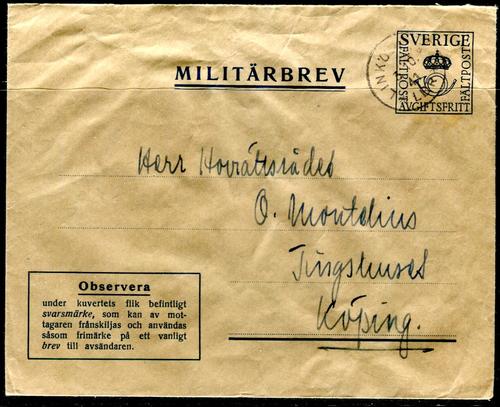 SVERIGE
FÄLTPOST
FÄLTPOST
AVGIFTSFRITT
MILITÄRBREV
Herr Hovrättsrådet
O. Montelius
Tingshuset
Köping.
Observera
under kuvertets flik befintligt
svarsmärke, som kan av mot-
tagaren frånskiljas och användas
såsom frimärke på ett vanligt
brev till avsändaren.